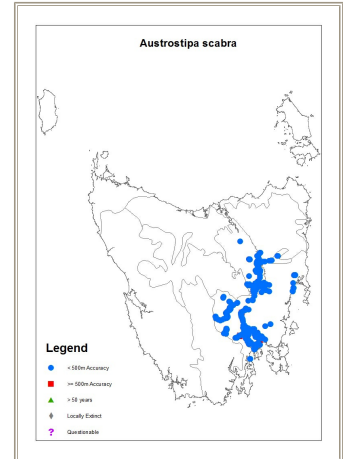 Austrostipa scabra
Legend
< 500m Accuracy
>= 500m Accuracy
> 50 years
Locally Extinct
? Questionable